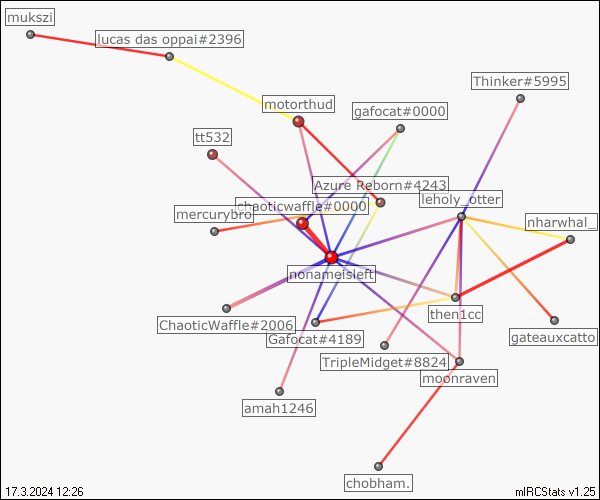 mukszi
lucas das oppai#2396
Thinker#5995
motorthud
gafocat#0000
tt532
Azure Reborn#4243
leholy_otter
chaoticwaffle#0000
mercurybro
nharwhal_
nonameisleft
then1cc
ChaoticWaffle#2006
Gafocat#4189
gateauxcatto
TripleMidget#8824
moonraven
amah1246
chobham.
17.3.2024 12:26
mIRCStats v1.25